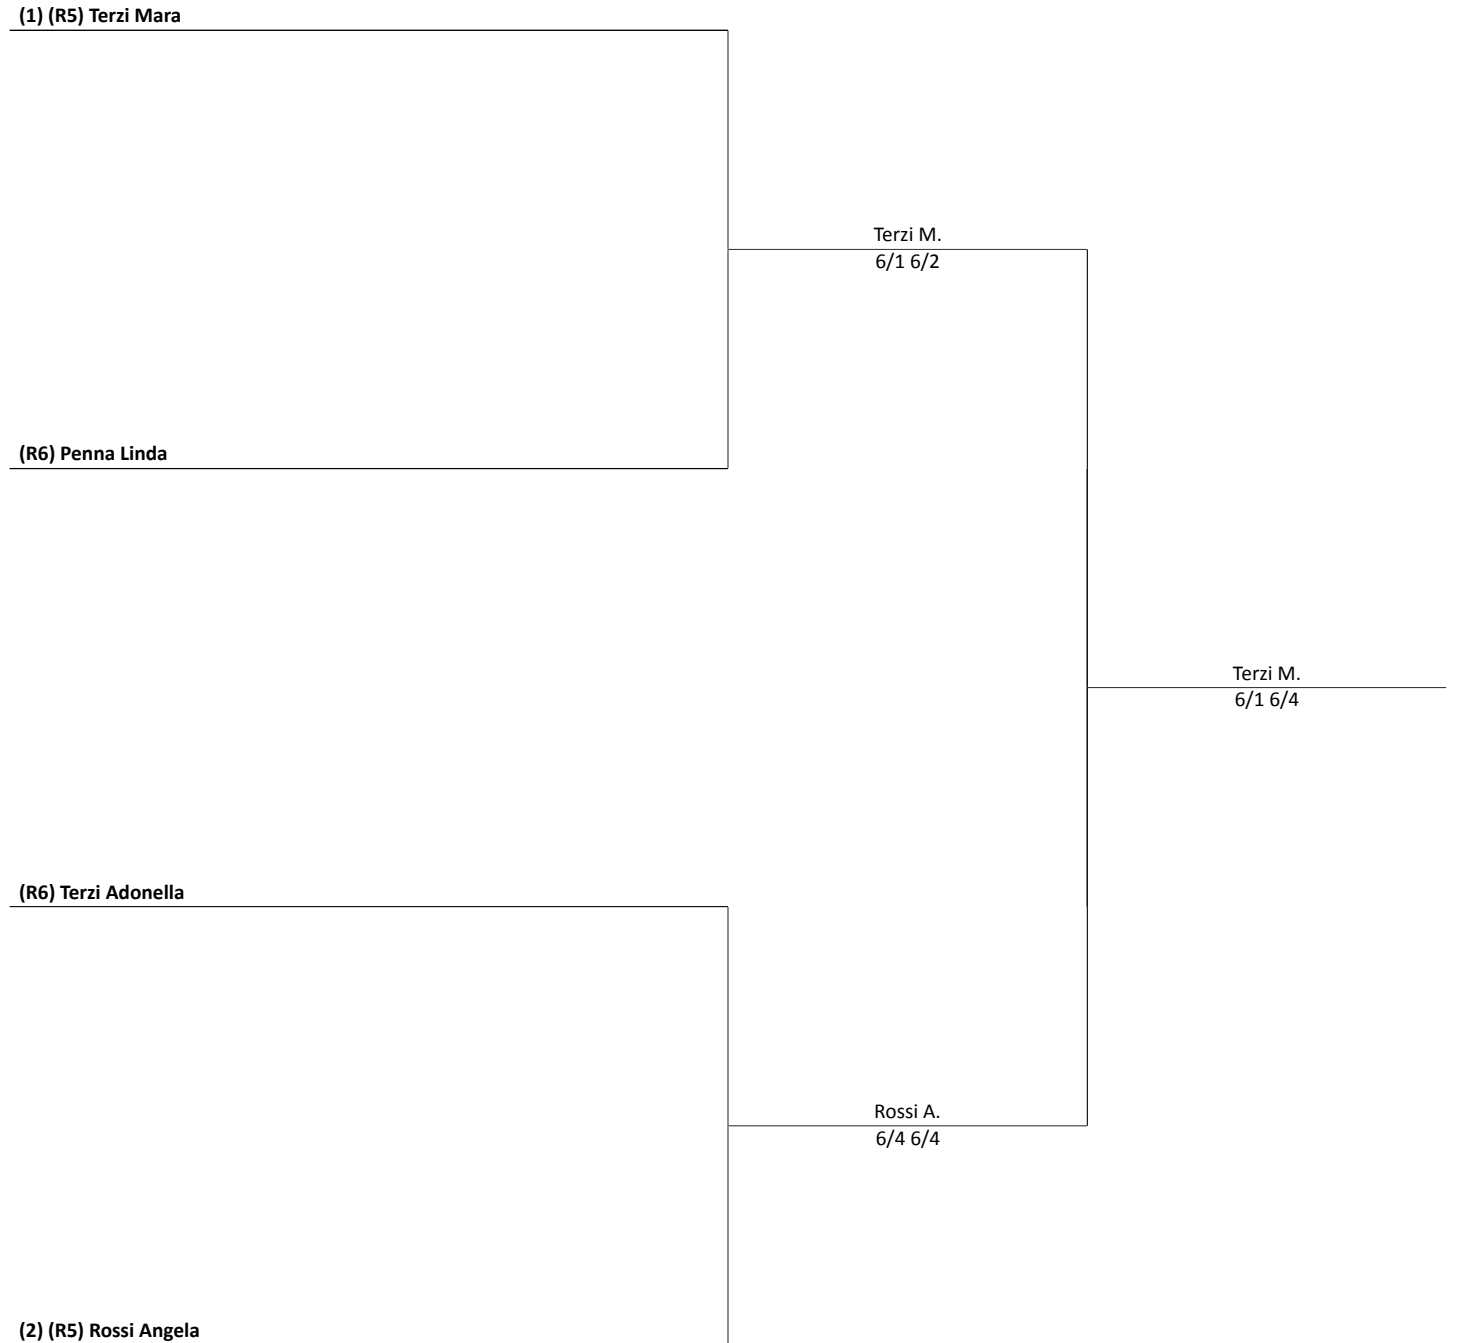 (1) (R5) Terzi Mara
Terzi M.
6/1 6/2
(R6) Penna Linda
Terzi M.
6/1 6/4
(R6) Terzi Adonella
Rossi A.
6/4 6/4
(2) (R5) Rossi Angela